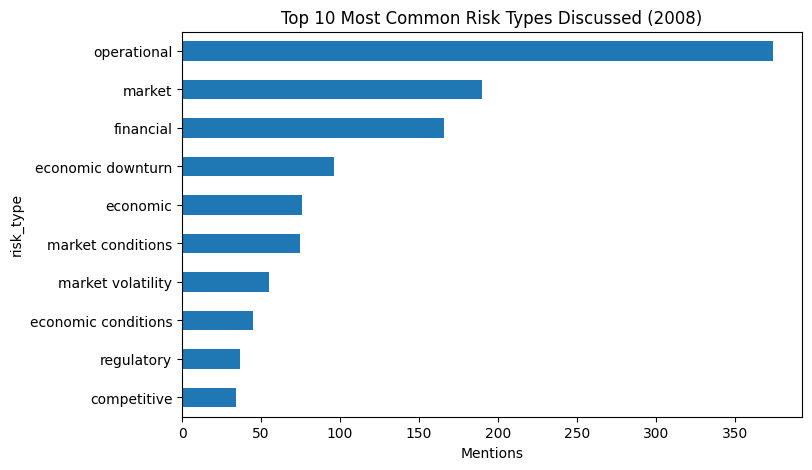 Top 10 Most Common Risk Types Discussed (2008)
risk_type
operational
market
financial
economic downturn
economic
market conditions
market volatility
economic conditions
regulatory
competitive
0 50 100 150 200 250 300 350
Mentions